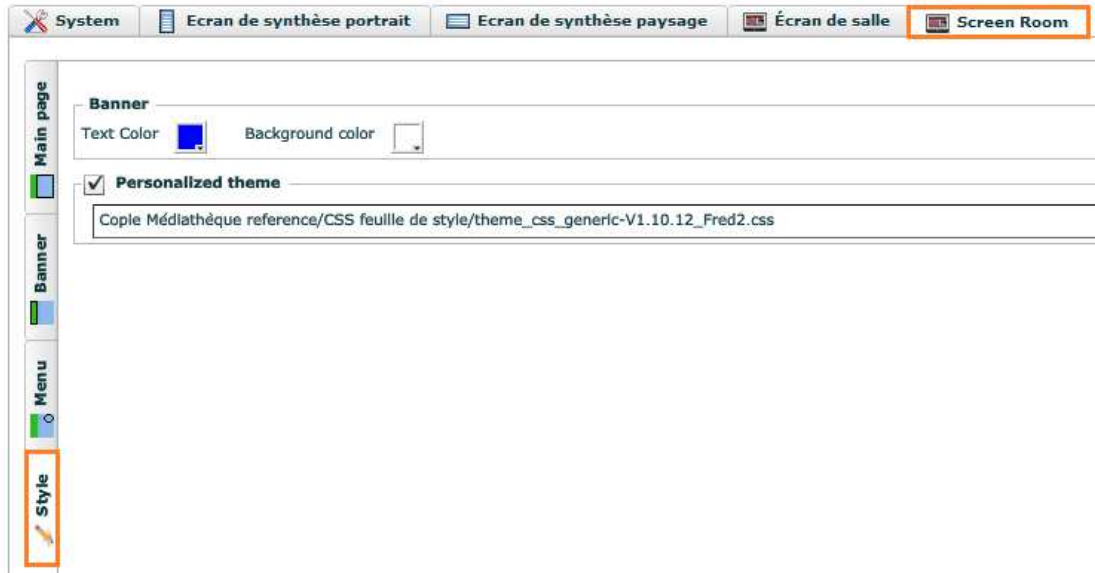 System Ecran de synthèse portrait Ecran de synthèse paysage Écran de salle Screen Room
Main page
Banner
Menu
Style
Banner
Text Color Background color
Personalized theme
Copie Médiathèque reference/CSS feuille de style/theme_css_generic-V1.10.12_Fred2.css